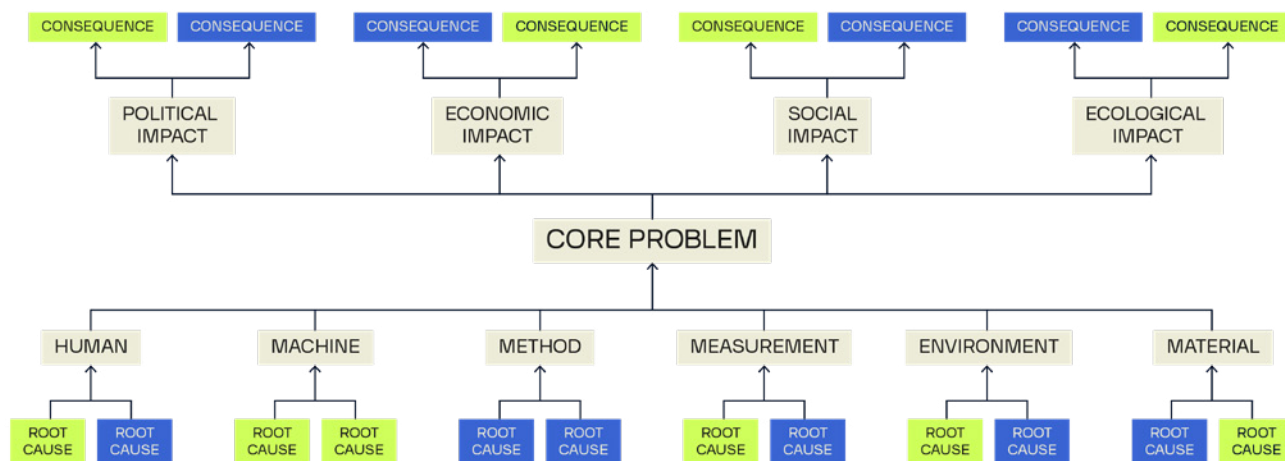 CONSEQUENCE CONSEQUENCE CONSEQUENCE CONSEQUENCE CONSEQUENCE CONSEQUENCE CONSEQUENCE CONSEQUENCE
POLITICAL
IMPACT
ECONOMIC
IMPACT
SOCIAL
IMPACT
ECOLOGICAL
IMPACT
CORE PROBLEM
HUMAN MACHINE METHOD MEASUREMENT ENVIRONMENT MATERIAL
ROOT
CAUSE
ROOT
CAUSE
ROOT
CAUSE
ROOT
CAUSE
ROOT
CAUSE
ROOT
CAUSE
ROOT
CAUSE
ROOT
CAUSE
ROOT
CAUSE
ROOT
CAUSE
ROOT
CAUSE
ROOT
CAUSE